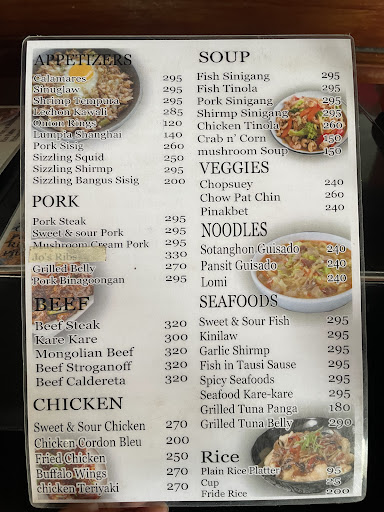 APPETIZERS
Calamares 295
Sinuglaw 295
Shrimp Tempura 295
Lechon Kawali 285
Onion Rings 120
Lumpia Shanghai 140
Pork Sisig 260
Sizzling Squid 250
Sizzling Shirmp 295
Sizzling Bangus Sisig 200
PORK
Pork Steak 295
Sweet & sour Pork 295
Mushroom Cream Pork 295
Jo's Ribs 330
Grilled Belly 270
Pork Binagoongan 295
BEEF
Beef Steak 320
Kare Kare 300
Mongolian Beef 320
Beef Stroganoff 320
Beef Caldereta 320
CHICKEN
Sweet & Sour Chicken 270
Chicken Cordon Bleu 200
Fried Chicken 250
Buffalo Wings 270
chicken Teriyaki 270
SOUP
Fish Sinigang 295
Fish Tinola 295
Pork Sinigang 295
Shirmp Sinigang 295
Chicken Tinola 260
Crab n' Corn 150
mushroom Soup 150
VEGGIES
Chopsuey 240
Chow Pat Chin 260
Pinakbet 240
NOODLES
Sotanghon Guisado 240
Pansit Guisado 240
Lomi 240
SEAFOODS
Sweet & Sour Fish 295
Kinilaw 295
Garlic Shirmp 295
Fish in Tausi Sause 295
Spicy Seafoods 295
Seafood Kare-kare 295
Grilled Tuna Panga 180
Grilled Tuna Belly 290
Rice
Plain Rice Platter 95
Cup 25
Fride Rice 200